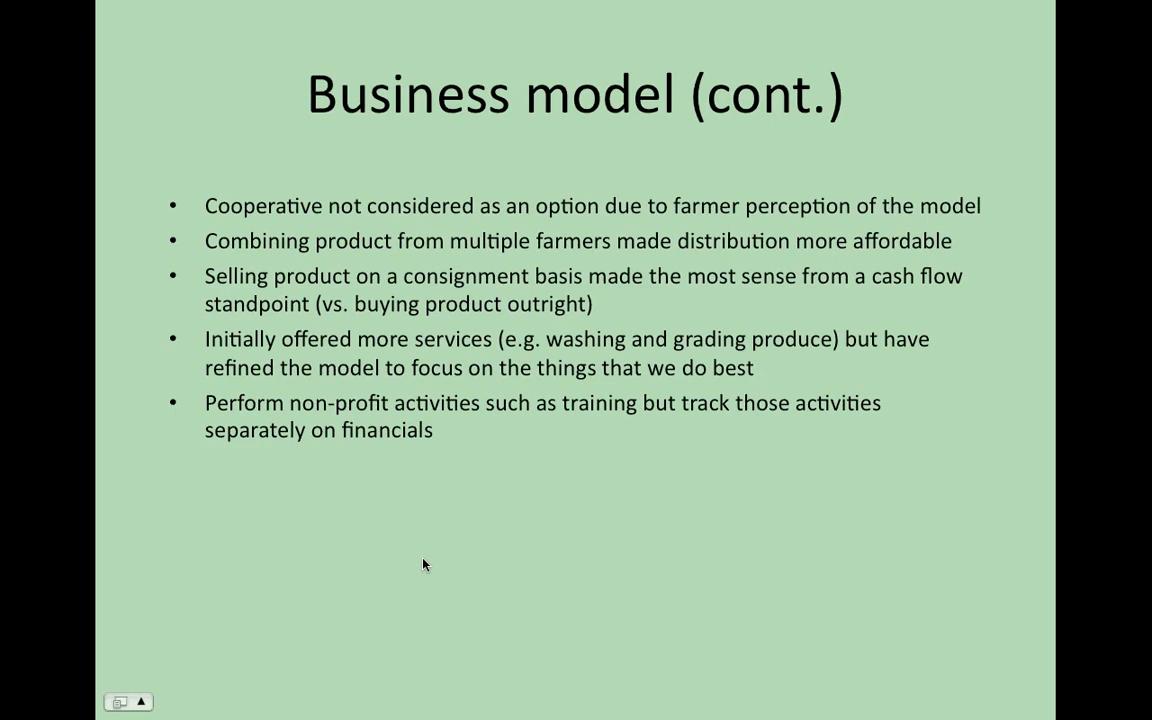 Business model (cont.)
• Cooperative not considered as an option due to farmer perception of the model
• Combining product from multiple farmers made distribution more affordable
• Selling product on a consignment basis made the most sense from a cash flow
standpoint (vs. buying product outright)
• Initially offered more services (e.g. washing and grading produce) but have
refined the model to focus on the things that we do best
• Perform non-profit activities such as training but track those activities
separately on financials